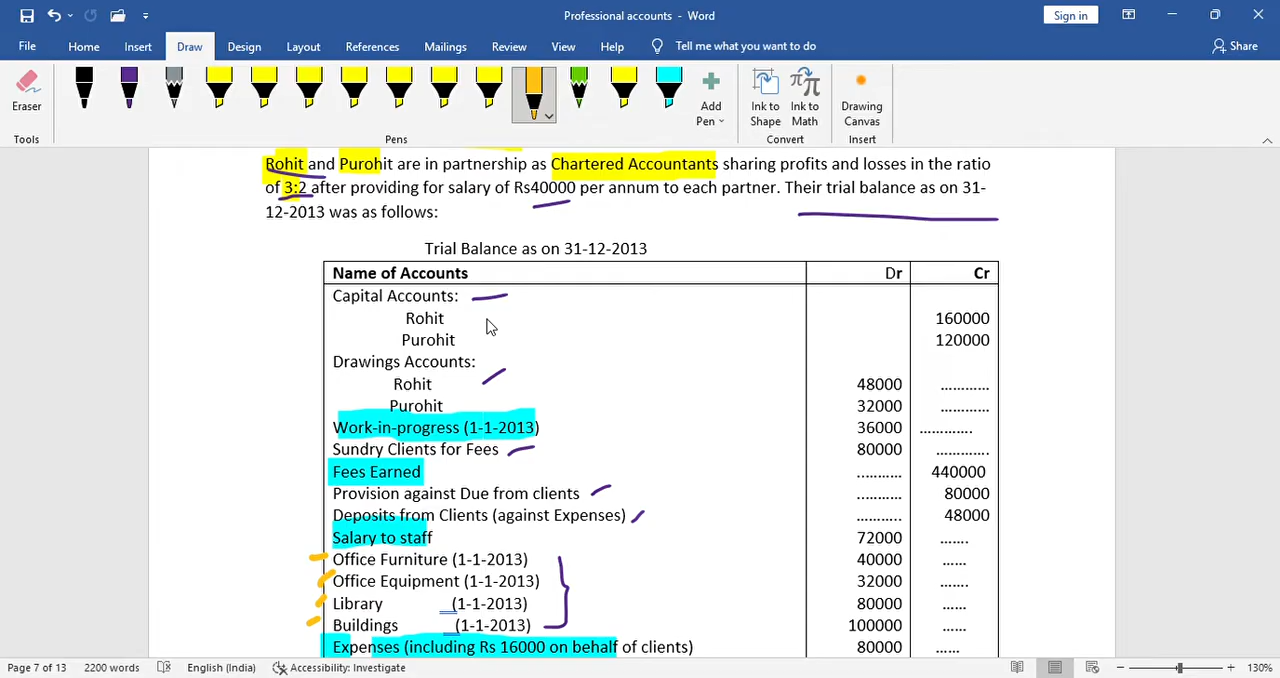 Professional accounts - Word
Sign in
File Home Insert Draw Design Layout References Mailings Review View Help Tell me what you want to do Share
Eraser
Add Pen
Ink to Shape
Ink to Math
Drawing Canvas
Tools Pens Convert Insert
Rohit and Purohit are in partnership as Chartered Accountants sharing profits and losses in the ratio
of 3:2 after providing for salary of Rs40000 per annum to each partner. Their trial balance as on 31-
12-2013 was as follows:
Trial Balance as on 31-12-2013
Name of Accounts Dr Cr
Capital Accounts:
Rohit 160000
Purohit 120000
Drawings Accounts:
Rohit 48000 ............
Purohit 32000 ............
Work-in-progress (1-1-2013) 36000 .............
Sundry Clients for Fees 80000 .............
Fees Earned ........... 440000
Provision against Due from clients ........... 80000
Deposits from Clients (against Expenses) ........... 48000
Salary to staff 72000 .......
Office Furniture (1-1-2013) 40000 ......
Office Equipment (1-1-2013) 32000 .......
Library (1-1-2013) 80000 ......
Buildings (1-1-2013) 100000 ......
Expenses (including Rs 16000 on behalf of clients) 80000 ......
Page 7 of 13 2200 words English (India) Accessibility: Investigate 130%